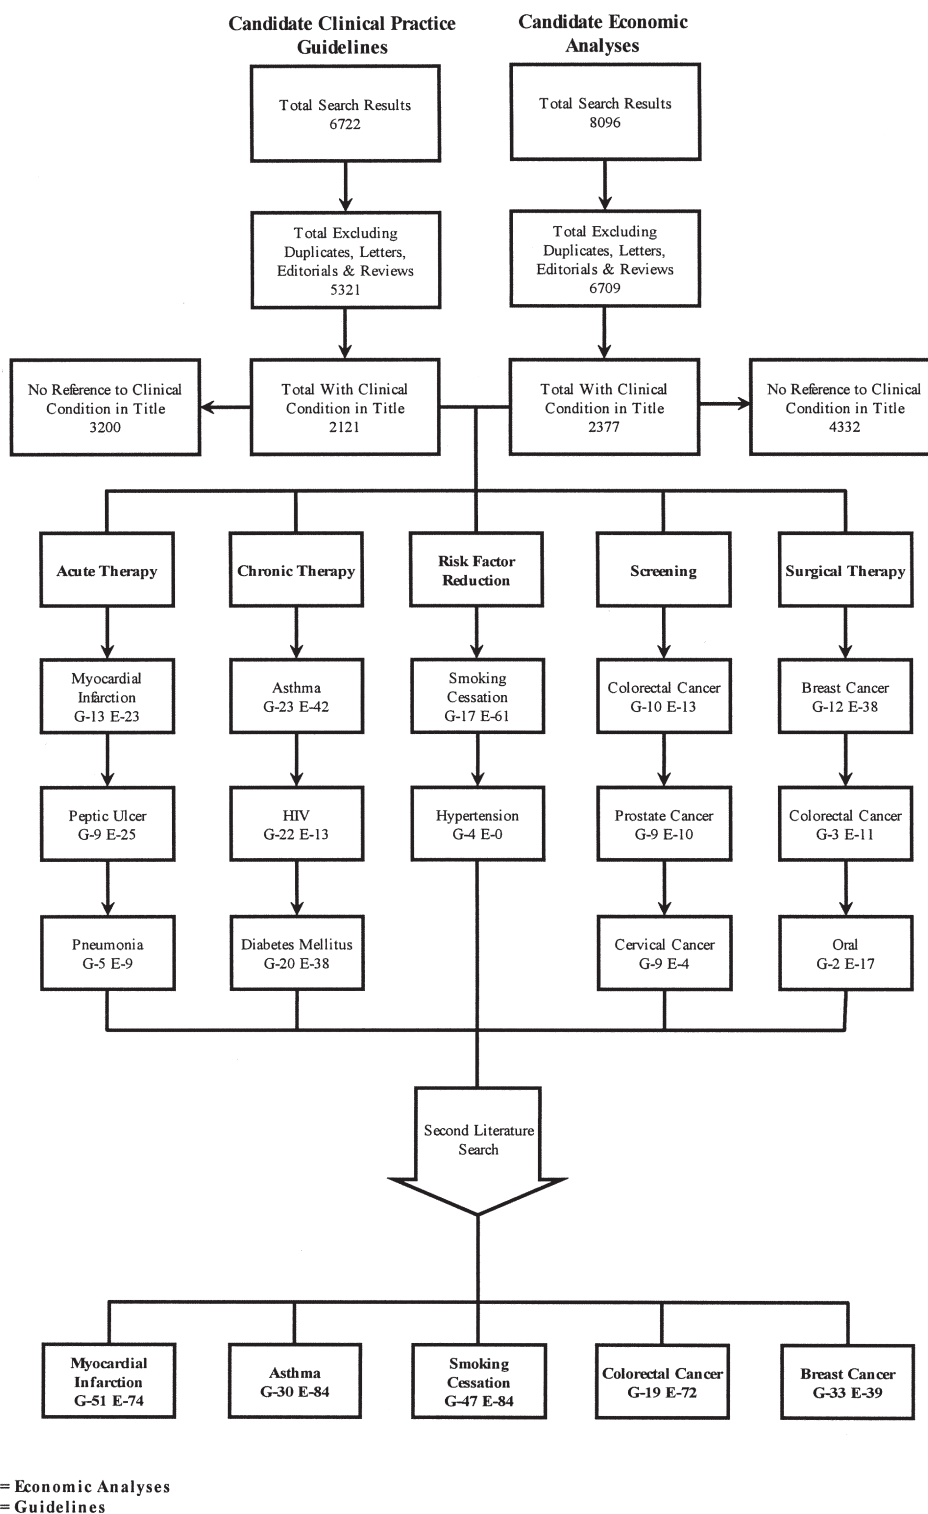 Candidate Clinical Practice
Guidelines
Candidate Economic
Analyses
Total Search Results
6722
Total Search Results
8096
Total Excluding
Duplicates, Letters,
Editorials & Reviews
5321
Total Excluding
Duplicates, Letters,
Editorials & Reviews
6709
No Reference to Clinical
Condition in Title
3200
Total With Clinical
Condition in Title
2121
Total With Clinical
Condition in Title
2377
No Reference to Clinical
Condition in Title
4332
Acute Therapy
Chronic Therapy
Risk Factor
Reduction
Screening
Surgical Therapy
Myocardial
Infarction
G-13 E-23
Asthma
G-23 E-42
Smoking
Cessation
G-17 E-61
Colorectal Cancer
G-10 E-13
Breast Cancer
G-12 E-38
Peptic Ulcer
G-9 E-25
HIV
G-22 E-13
Hypertension
G-4 E-0
Prostate Cancer
G-9 E-10
Colorectal Cancer
G-3 E-11
Pneumonia
G-5 E-9
Diabetes Mellitus
G-20 E-38
Cervical Cancer
G-9 E-4
Oral
G-2 E-17
Second Literature
Search
Myocardial
Infarction
G-51 E-74
Asthma
G-30 E-84
Smoking
Cessation
G-47 E-84
Colorectal Cancer
G-19 E-72
Breast Cancer
G-33 E-39
= Economic Analyses
= Guidelines